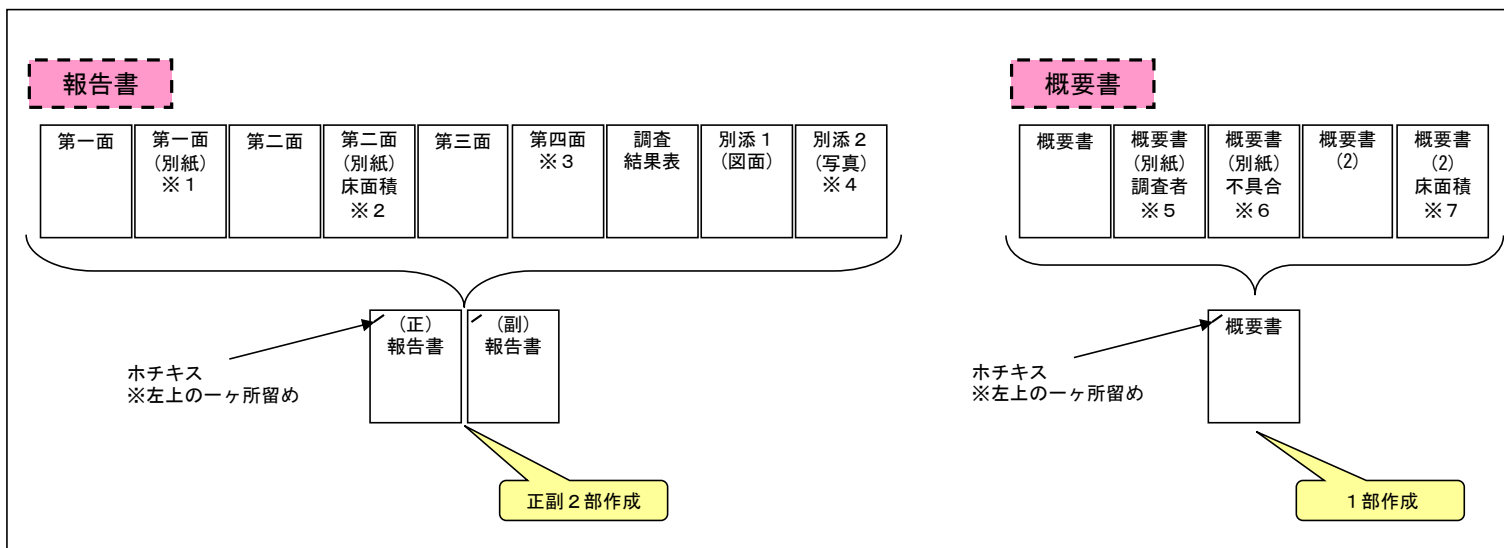 報告書
第一面
第一面
(別紙)
※1
第二面
第二面
(別紙)
床面積
※2
第三面
第四面
※3
調査
結果表
別添1
(図面)
別添2
(写真)
※4
(正)
報告書
(副)
報告書
ホチキス
※左上の一ヶ所留め
正副2部作成
概要書
概要書
概要書
(別紙)
調査者
※5
概要書
(別紙)
不具合
※6
概要書
(2)
概要書
(2)
床面積
※7
概要書
ホチキス
※左上の一ヶ所留め
1部作成